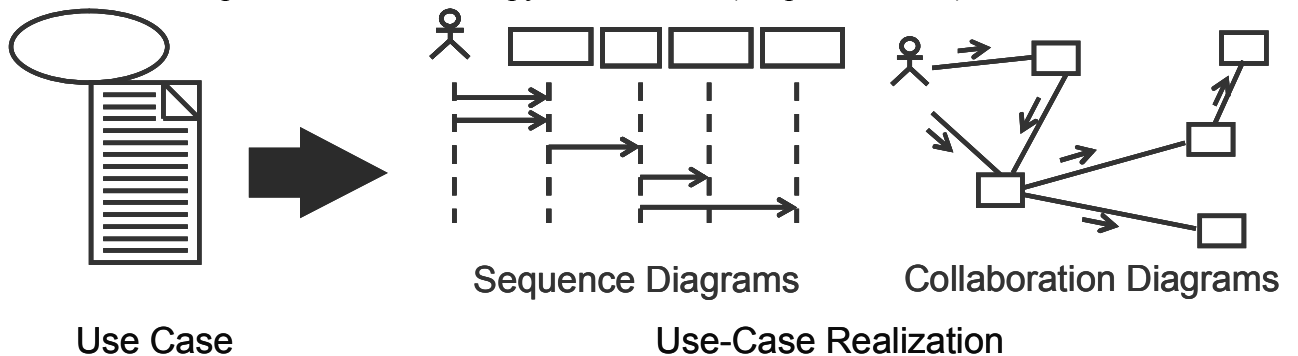 Sequence Diagrams
Collaboration Diagrams
Use Case
Use-Case Realization